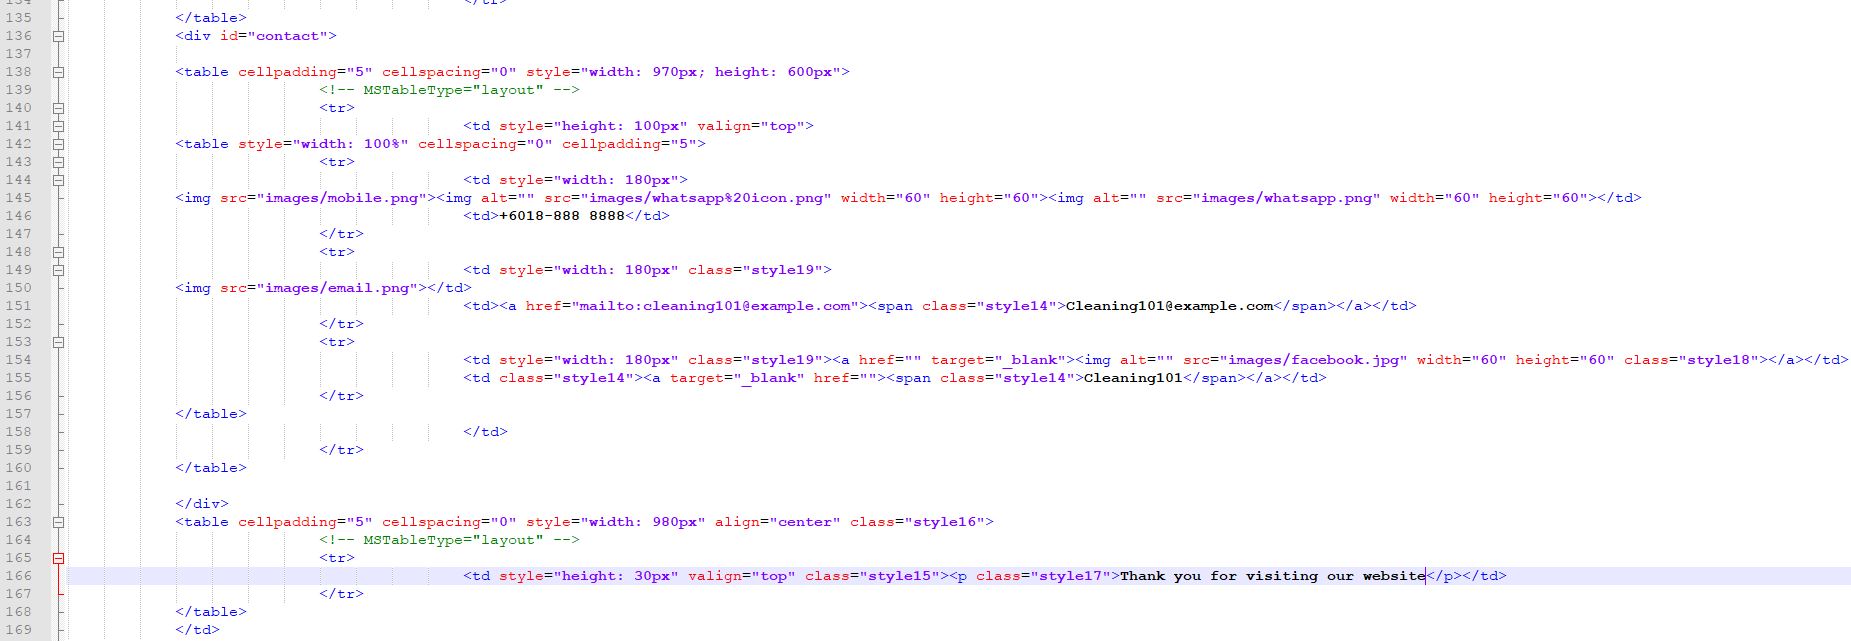 134 </tr>
135 </table>
136 <div id="contact">
137
138 <table cellpadding="5" cellspacing="0" style="width: 970px; height: 600px">
139 <!-- MSTableType="layout" -->
140 <tr>
141 <td style="height: 100px" valign="top">
142 <table style="width: 100%" cellspacing="0" cellpadding="5">
143 <tr>
144 <td style="width: 180px">
145 <img src="images/mobile.png"><img alt="" src="images/whatsapp%20icon.png" width="60" height="60"><img alt="" src="images/whatsapp.png" width="60" height="60"></td>
146 <td>+6018-888 8888</td>
147 </tr>
148 <tr>
149 <td style="width: 180px" class="style19">
150 <img src="images/email.png"></td>
151 <td><a href="mailto:cleaning101@example.com"><span class="style14">Cleaning101@example.com</span></a></td>
152 </tr>
153 <tr>
154 <td style="width: 180px" class="style19"><a href="" target="_blank"><img alt="" src="images/facebook.jpg" width="60" height="60" class="style18"></a></td>
155 <td class="style14"><a target="_blank" href=""><span class="style14">Cleaning101</span></a></td>
156 </tr>
157 </table>
158 </td>
159 </tr>
160 </table>
161
162 </div>
163 <table cellpadding="5" cellspacing="0" style="width: 980px" align="center" class="style16">
164 <!-- MSTableType="layout" -->
165 <tr>
166 <td style="height: 30px" valign="top" class="style15"><p class="style17">Thank you for visiting our website</p></td>
167 </tr>
168 </table>
169 </td>